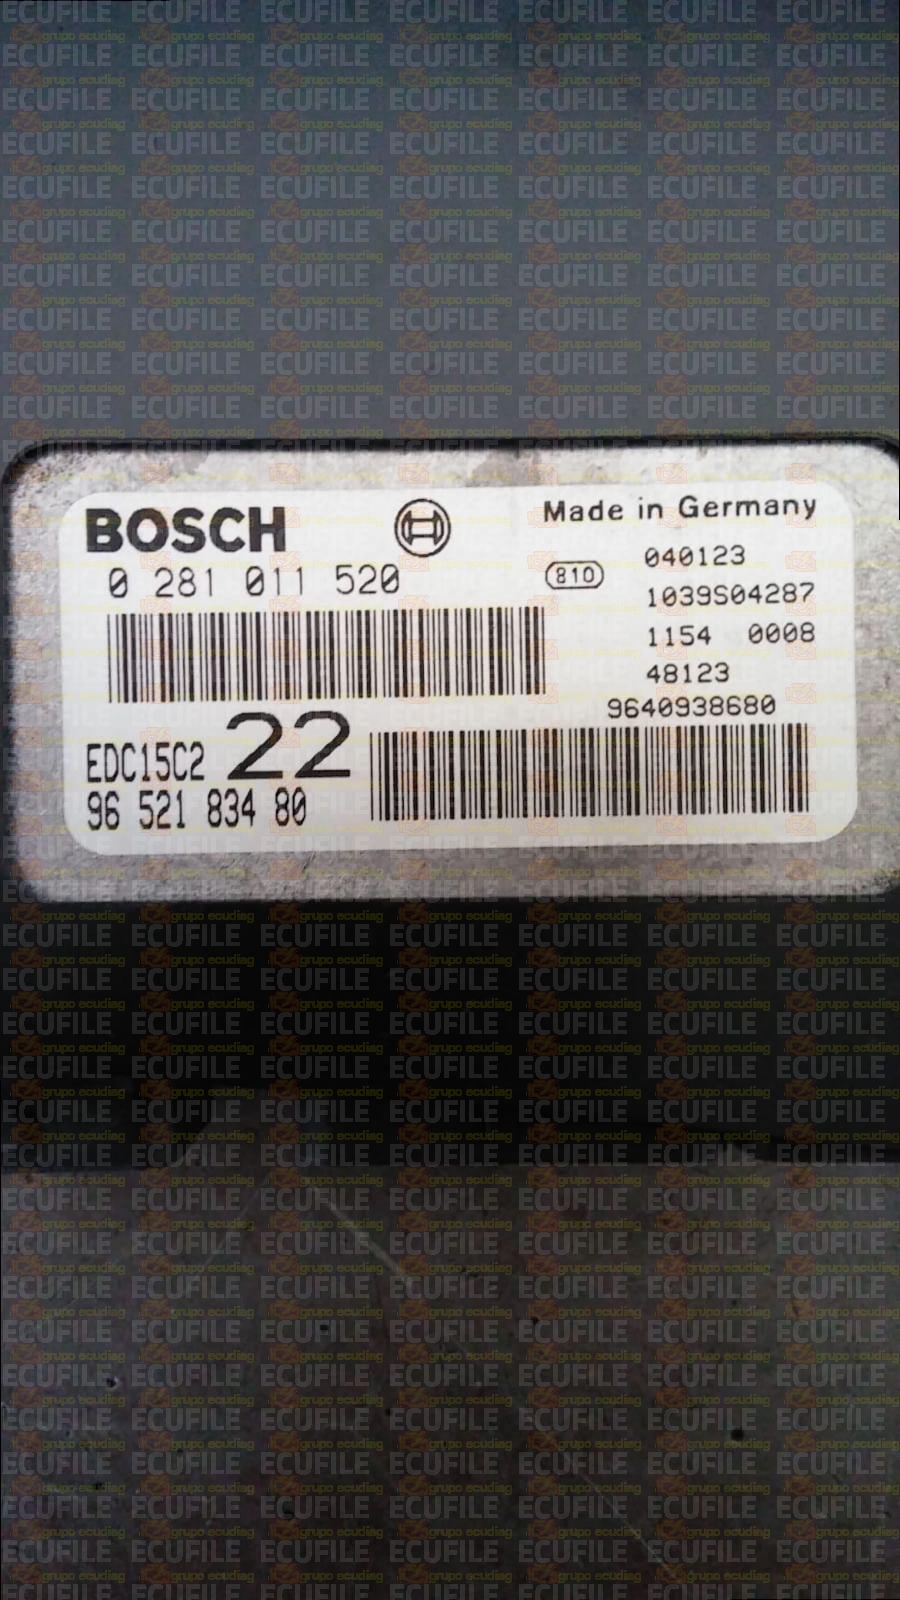 BOSCH
Made in Germany
0 281 011 520
810
040123
1039S04287
1154 0008
48123
9640938680
EDC15C2 22
96 521 834 80
ECUFILE
grupo ecudiag